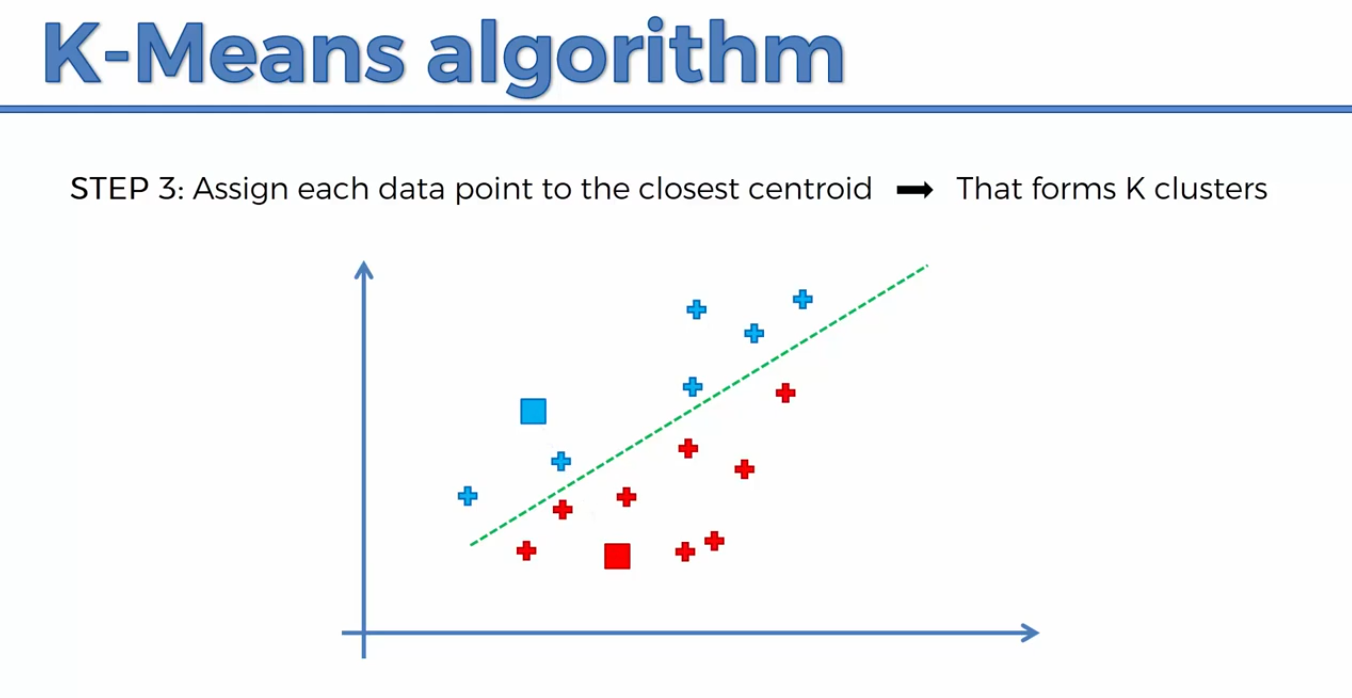 K-Means algorithm
STEP 3: Assign each data point to the closest centroid ➡ That forms K clusters